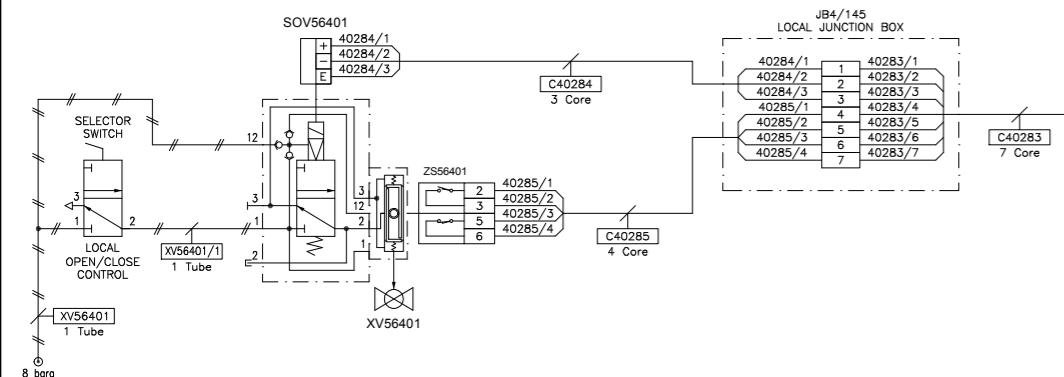 JB4/145
LOCAL JUNCTION BOX
SOV56401
+
−
E
40284/1
40284/2
40284/3
C40284
3 Core
40284/1
40284/2
40284/3
40285/1
40285/2
40285/3
40285/4
1
2
3
4
5
6
7
40283/1
40283/2
40283/3
40283/4
40283/5
40283/6
40283/7
C40283
7 Core
SELECTOR
SWITCH
3
1
2
LOCAL
OPEN/CLOSE
CONTROL
XV56401/1
1 Tube
12
3
1
2
3
12
2
1
ZS56401
2
3
5
6
40285/1
40285/2
40285/3
40285/4
C40285
4 Core
XV56401
XV56401
1 Tube
8 barg